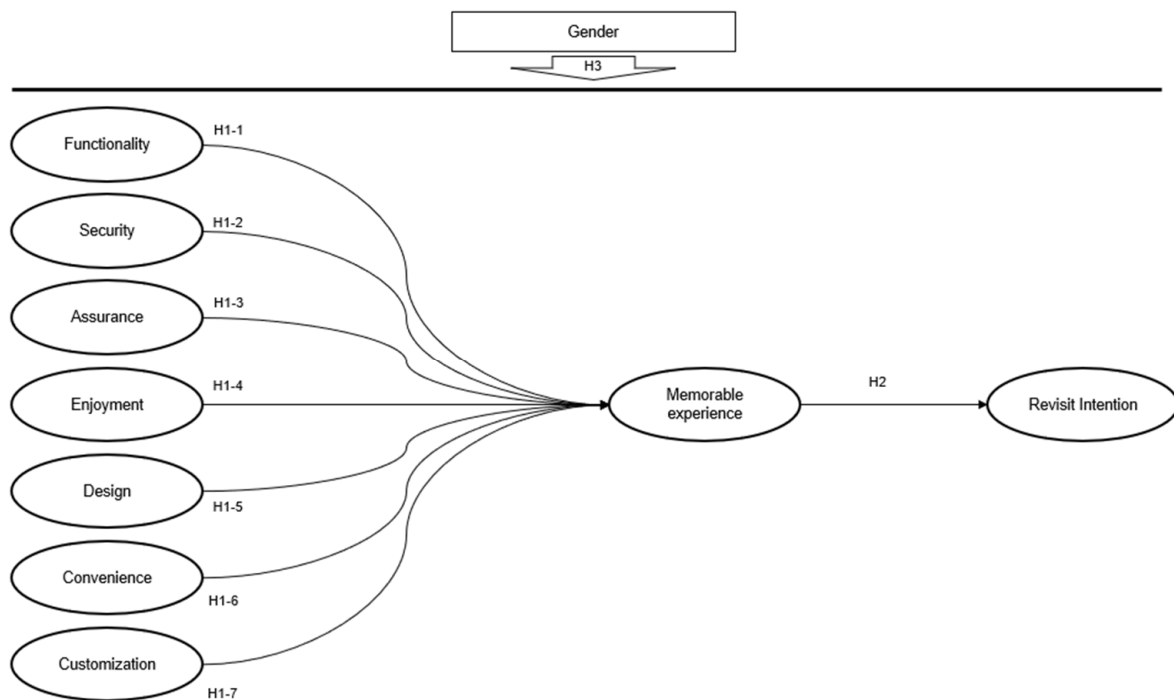 Gender
H3
H1-1
Functionality
H1-2
Security
H1-3
Assurance
H1-4
Enjoyment
Memorable
experience
H2
Revisit Intention
Design
H1-5
Convenience
H1-6
Customization
H1-7